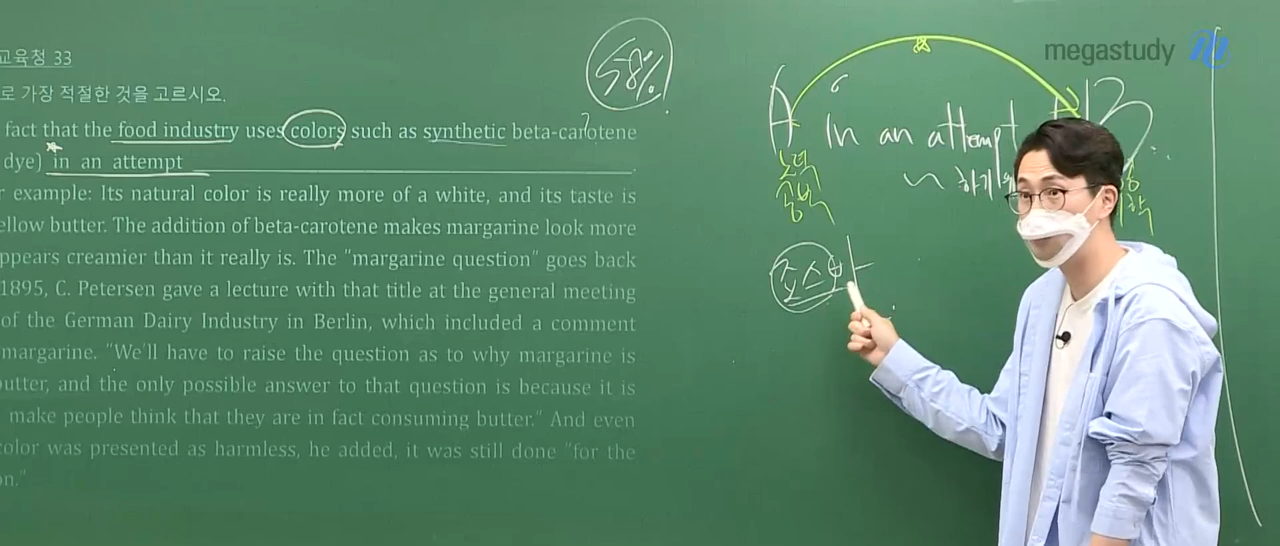 교육청 33
로 가장 적절한 것을 고르시오.
fact that the food industry uses colors such as synthetic beta-carotene
dye) in an attempt
r example: Its natural color is really more of a white, and its taste is
ellow butter. The addition of beta-carotene makes margarine look more
ppears creamier than it really is. The "margarine question" goes back
1895, C. Petersen gave a lecture with that title at the general meeting
of the German Dairy Industry in Berlin, which included a comment
margarine. "We'll have to raise the question as to why margarine is
outter, and the only possible answer to that question is because it is
make people think that they are in fact consuming butter." And even
color was presented as harmless, he added, it was still done "for the
on."
58%
megastudy
A in an attempt B
~ 하기
노력